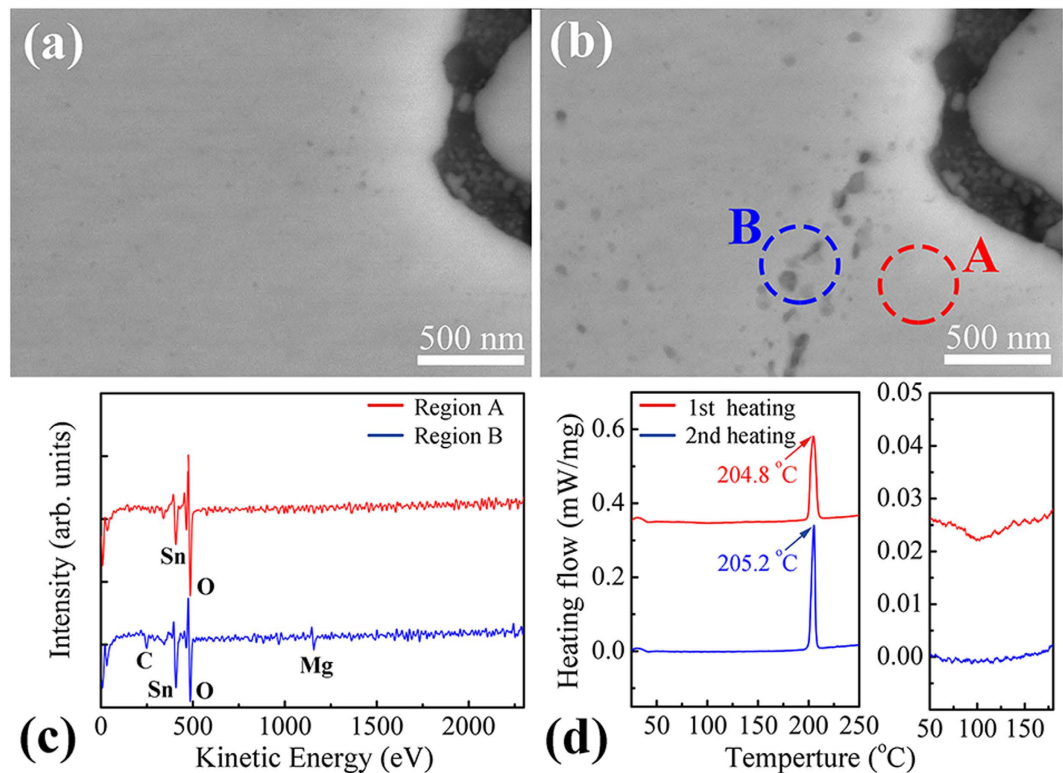 (a)
500 nm
(b)
B
A
500 nm
Intensity (arb. units)
Region A
Region B
Sn
O
C
Sn
O
Mg
0 500 1000 1500 2000
Kinetic Energy (eV)
(c)
Heating flow (mW/mg)
0.6
0.4
0.2
0.0
1st heating
2nd heating
204.8 °C
205.2 °C
50 100 150 200 250
0.05
0.04
0.03
0.02
0.01
0.00
50 100 150
Temperture (°C)
(d)